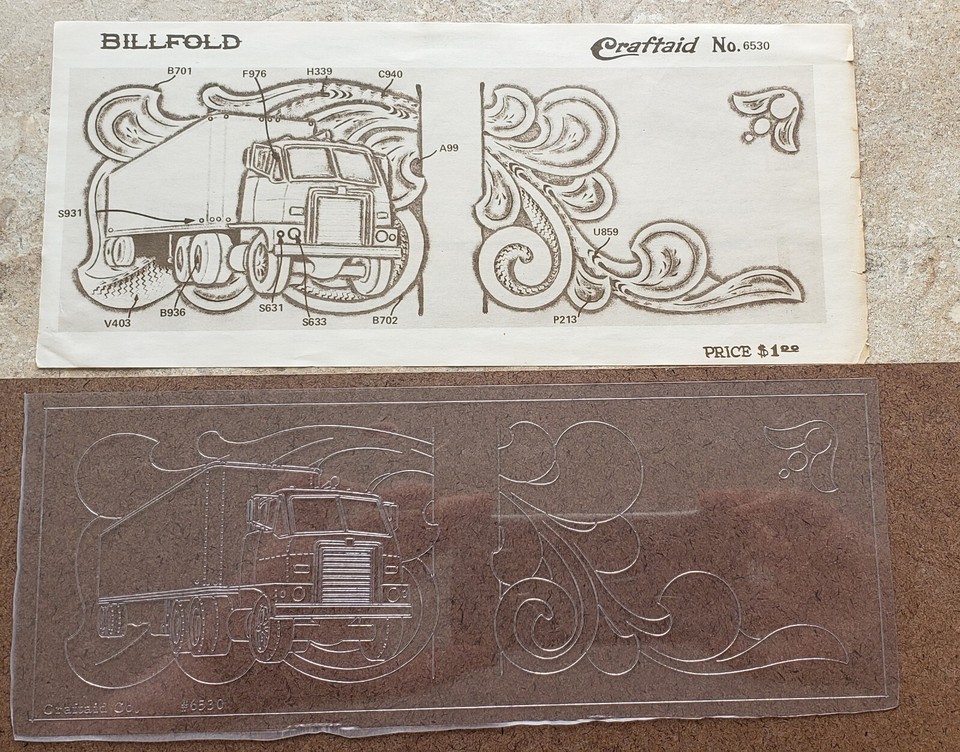 BILLFOLD
Craftaid No. 6530
B701
F976
H339
C940
A99
S931
U859
V403
B936
S631
S633
B702
P213
PRICE $1.00
Craftaid Co. #6530